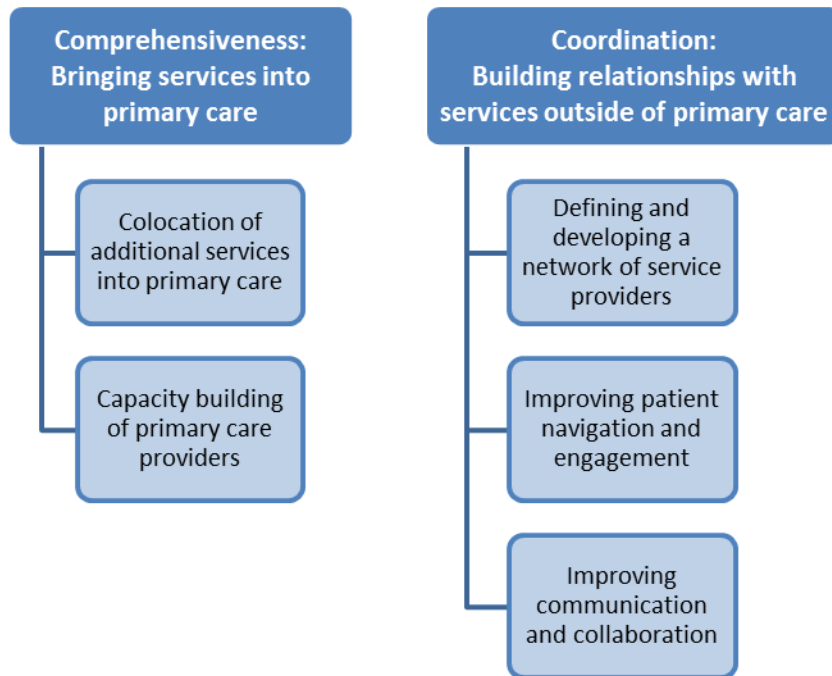 Comprehensiveness:
Bringing services into
primary care
Colocation of
additional services
into primary care
Capacity building
of primary care
providers
Coordination:
Building relationships with
services outside of primary care
Defining and
developing a
network of service
providers
Improving patient
navigation and
engagement
Improving
communication
and collaboration